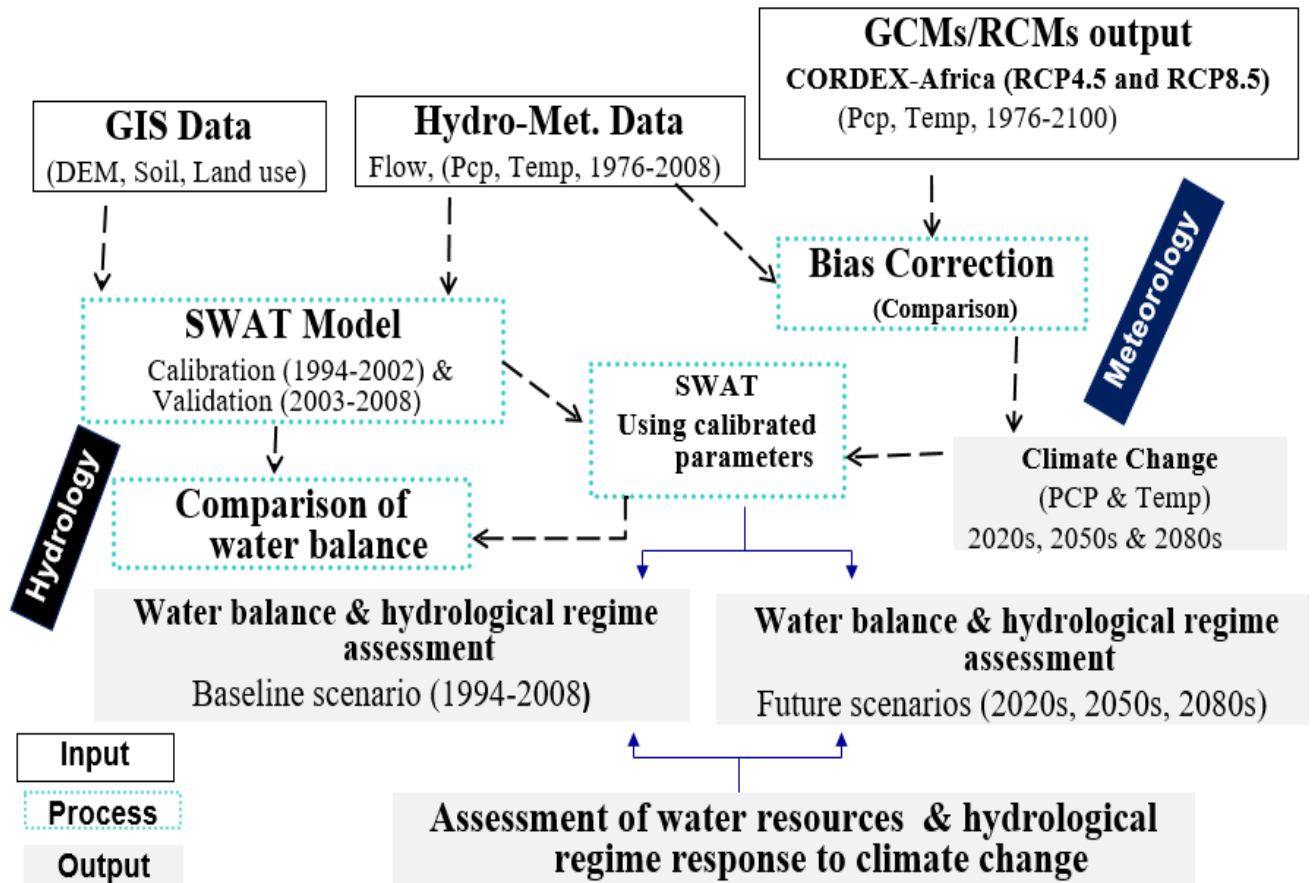 GCMs/RCMs output
CORDEX-Africa (RCP4.5 and RCP8.5)
(Pcp, Temp, 1976-2100)
GIS Data
(DEM, Soil, Land use)
Hydro-Met. Data
Flow, (Pcp, Temp, 1976-2008)
Meteorology
Bias Correction
(Comparison)
SWAT Model
Calibration (1994-2002) &
Validation (2003-2008)
SWAT
Using calibrated
parameters
Climate Change
(PCP & Temp)
2020s, 2050s & 2080s
Hydrology
Comparison of
water balance
Water balance & hydrological regime
assessment
Baseline scenario (1994-2008)
Water balance & hydrological regime
assessment
Future scenarios (2020s, 2050s, 2080s)
Input
Process
Output
Assessment of water resources & hydrological
regime response to climate change